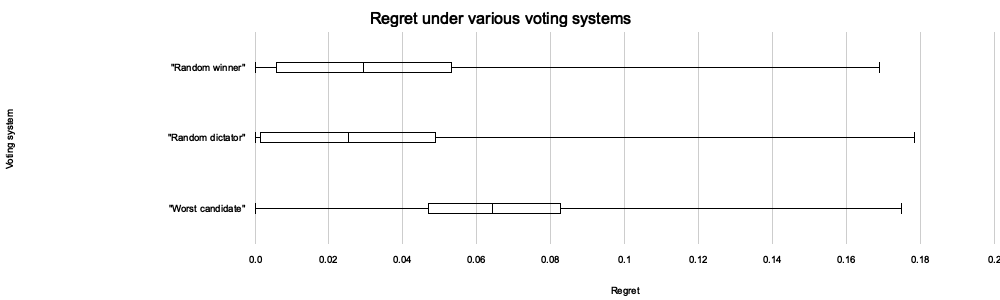 Regret under various voting systems
"Random winner"
"Random dictator"
"Worst candidate"
Voting system
0.0 0.02 0.04 0.06 0.08 0.1 0.12 0.14 0.16 0.18 0.2
Regret